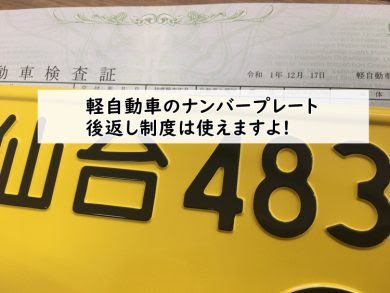 動車検査証
令和 1年12月 17日
軽自動車
体
軽自動車のナンバープレート
後返し制度は使えますよ!
仙台483